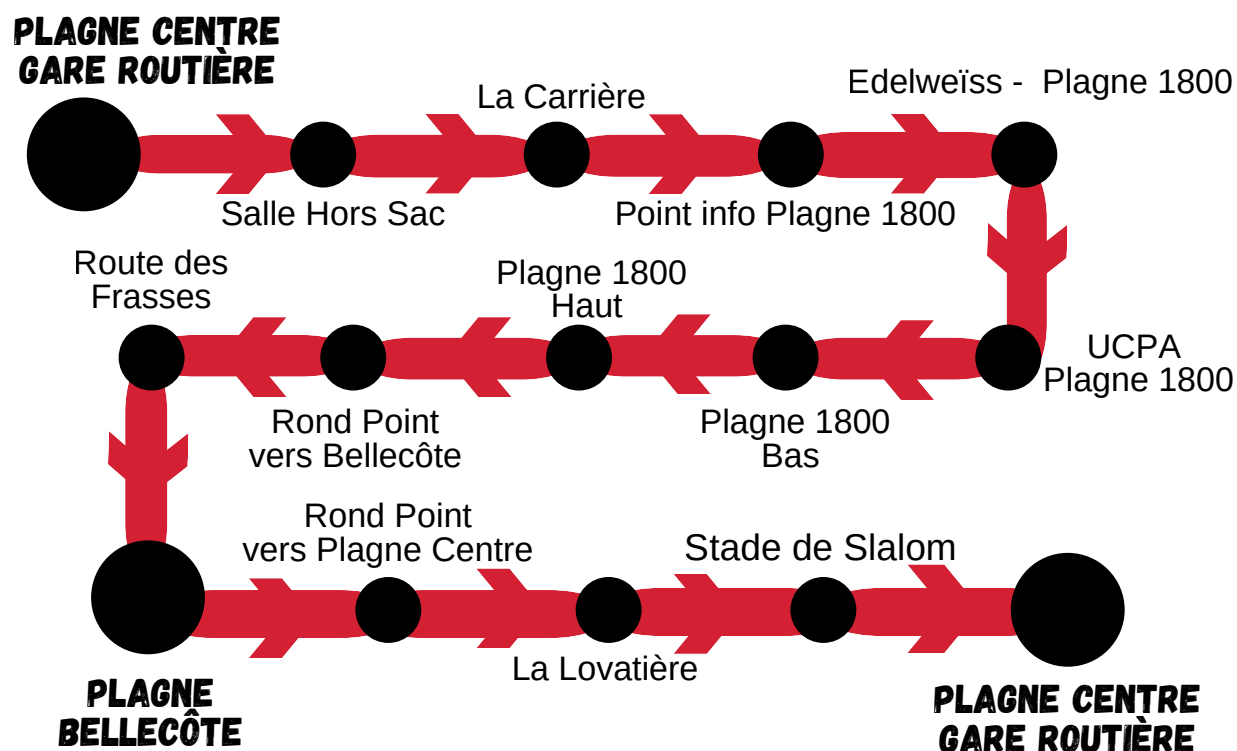 PLAGNE CENTRE
GARE ROUTIÈRE
Salle Hors Sac
La Carrière
Point info Plagne 1800
Edelweïss - Plagne 1800
UCPA
Plagne 1800
Plagne 1800
Bas
Plagne 1800
Haut
Rond Point
vers Bellecôte
Route des
Frasses
PLAGNE
BELLECÔTE
Rond Point
vers Plagne Centre
La Lovatière
Stade de Slalom
PLAGNE CENTRE
GARE ROUTIÈRE